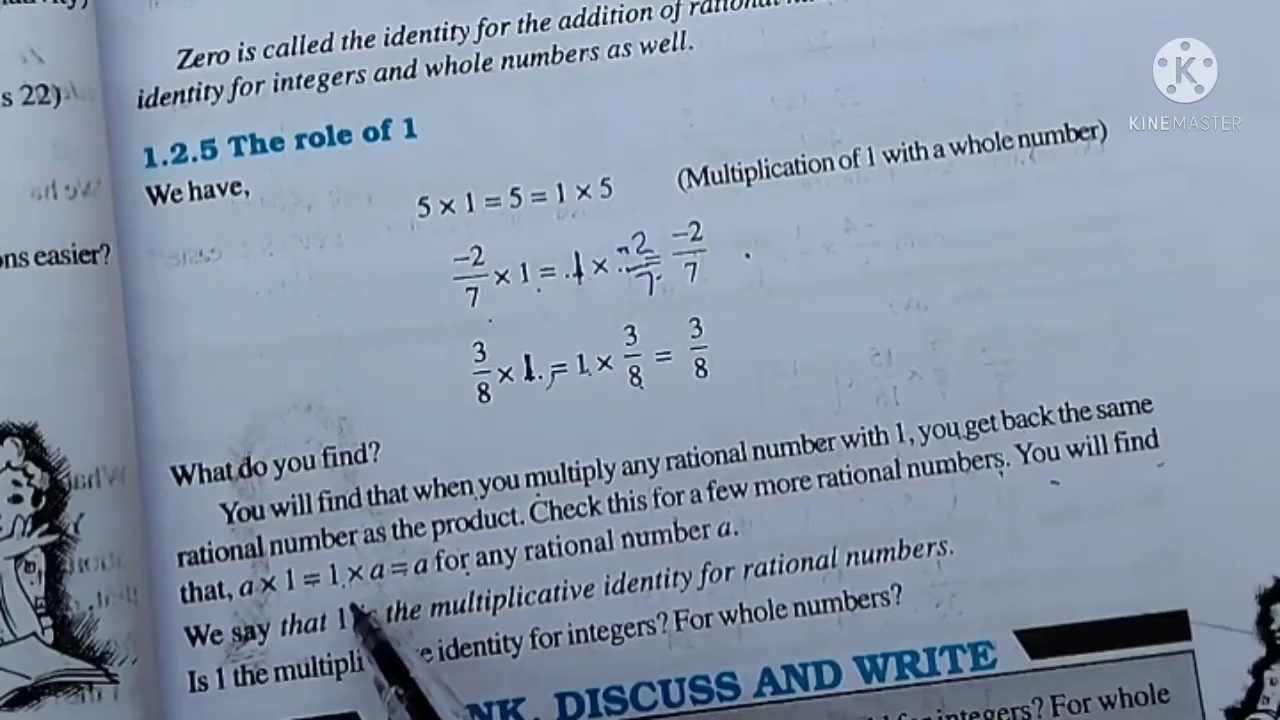 s 22)
ons easier?
Zero is called the identity for the addition of
identity for integers and whole numbers as well.
1.2.5 The role of 1
We have,
5 × 1 = 5 = 1 × 5 (Multiplication of 1 with a whole number)
-2/7 × 1 = 1 × -2/7 = -2/7
3/8 × 1 = 1 × 3/8 = 3/8
What do you find?
You will find that when you multiply any rational number with 1, you get back the same
rational number as the product. Check this for a few more rational numbers. You will find
that, a × 1 = 1 × a = a for any rational number a.
We say that 1 the multiplicative identity for rational numbers.
Is 1 the identity for integers? For whole numbers?
DISCUSS AND WRITE
integers? For whole
K
KINEMASTER